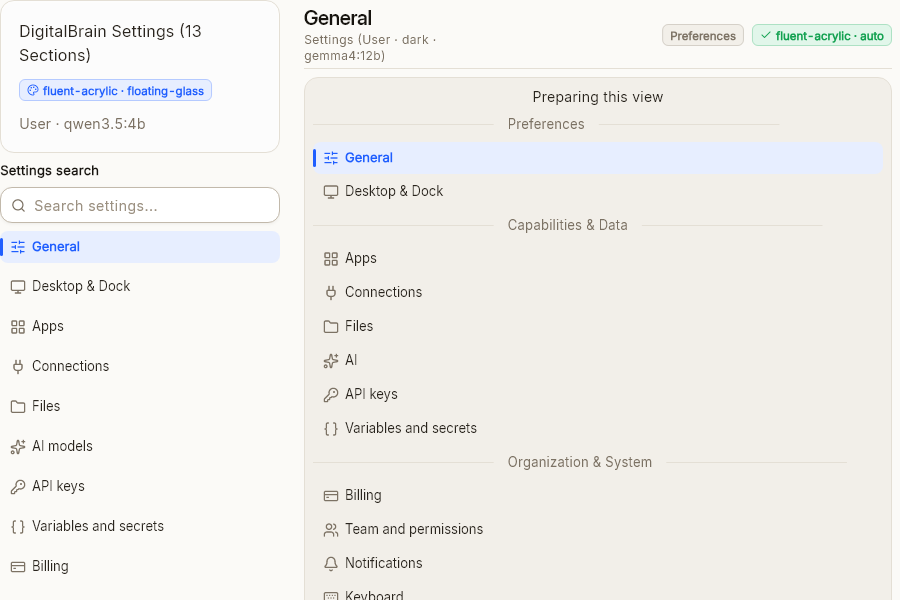 DigitalBrain Settings (13
Sections)
fluent-acrylic · floating-glass
User · qwen3.5:4b
Settings search
Search settings...
General
Desktop & Dock
Apps
Connections
Files
AI models
API keys
Variables and secrets
Billing
General
Settings (User · dark ·
gemma4:12b)
Preferences
fluent-acrylic · auto
Preparing this view
Preferences
General
Desktop & Dock
Capabilities & Data
Apps
Connections
Files
AI
API keys
Variables and secrets
Organization & System
Billing
Team and permissions
Notifications
Keyboard